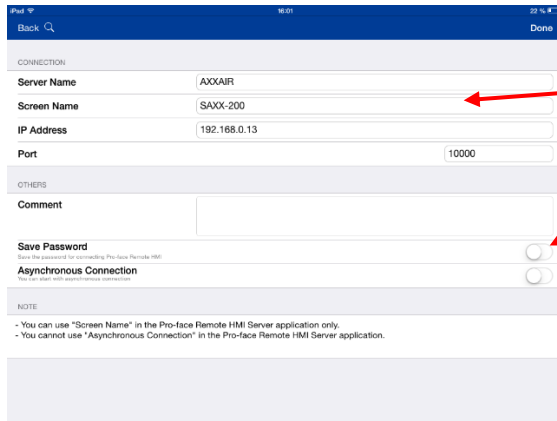 iPad 16:01 22 %
Back Done
CONNECTION
Server Name AXXAIR
Screen Name SAXX-200
IP Address 192.168.0.13
Port 10000
OTHERS
Comment
Save Password
Save the password for connecting Pro-face Remote HMI
Asynchronous Connection
You can start with asynchronous connection
NOTE
- You can use "Screen Name" in the Pro-face Remote HMI Server application only.
- You cannot use "Asynchronous Connection" in the Pro-face Remote HMI Server application.